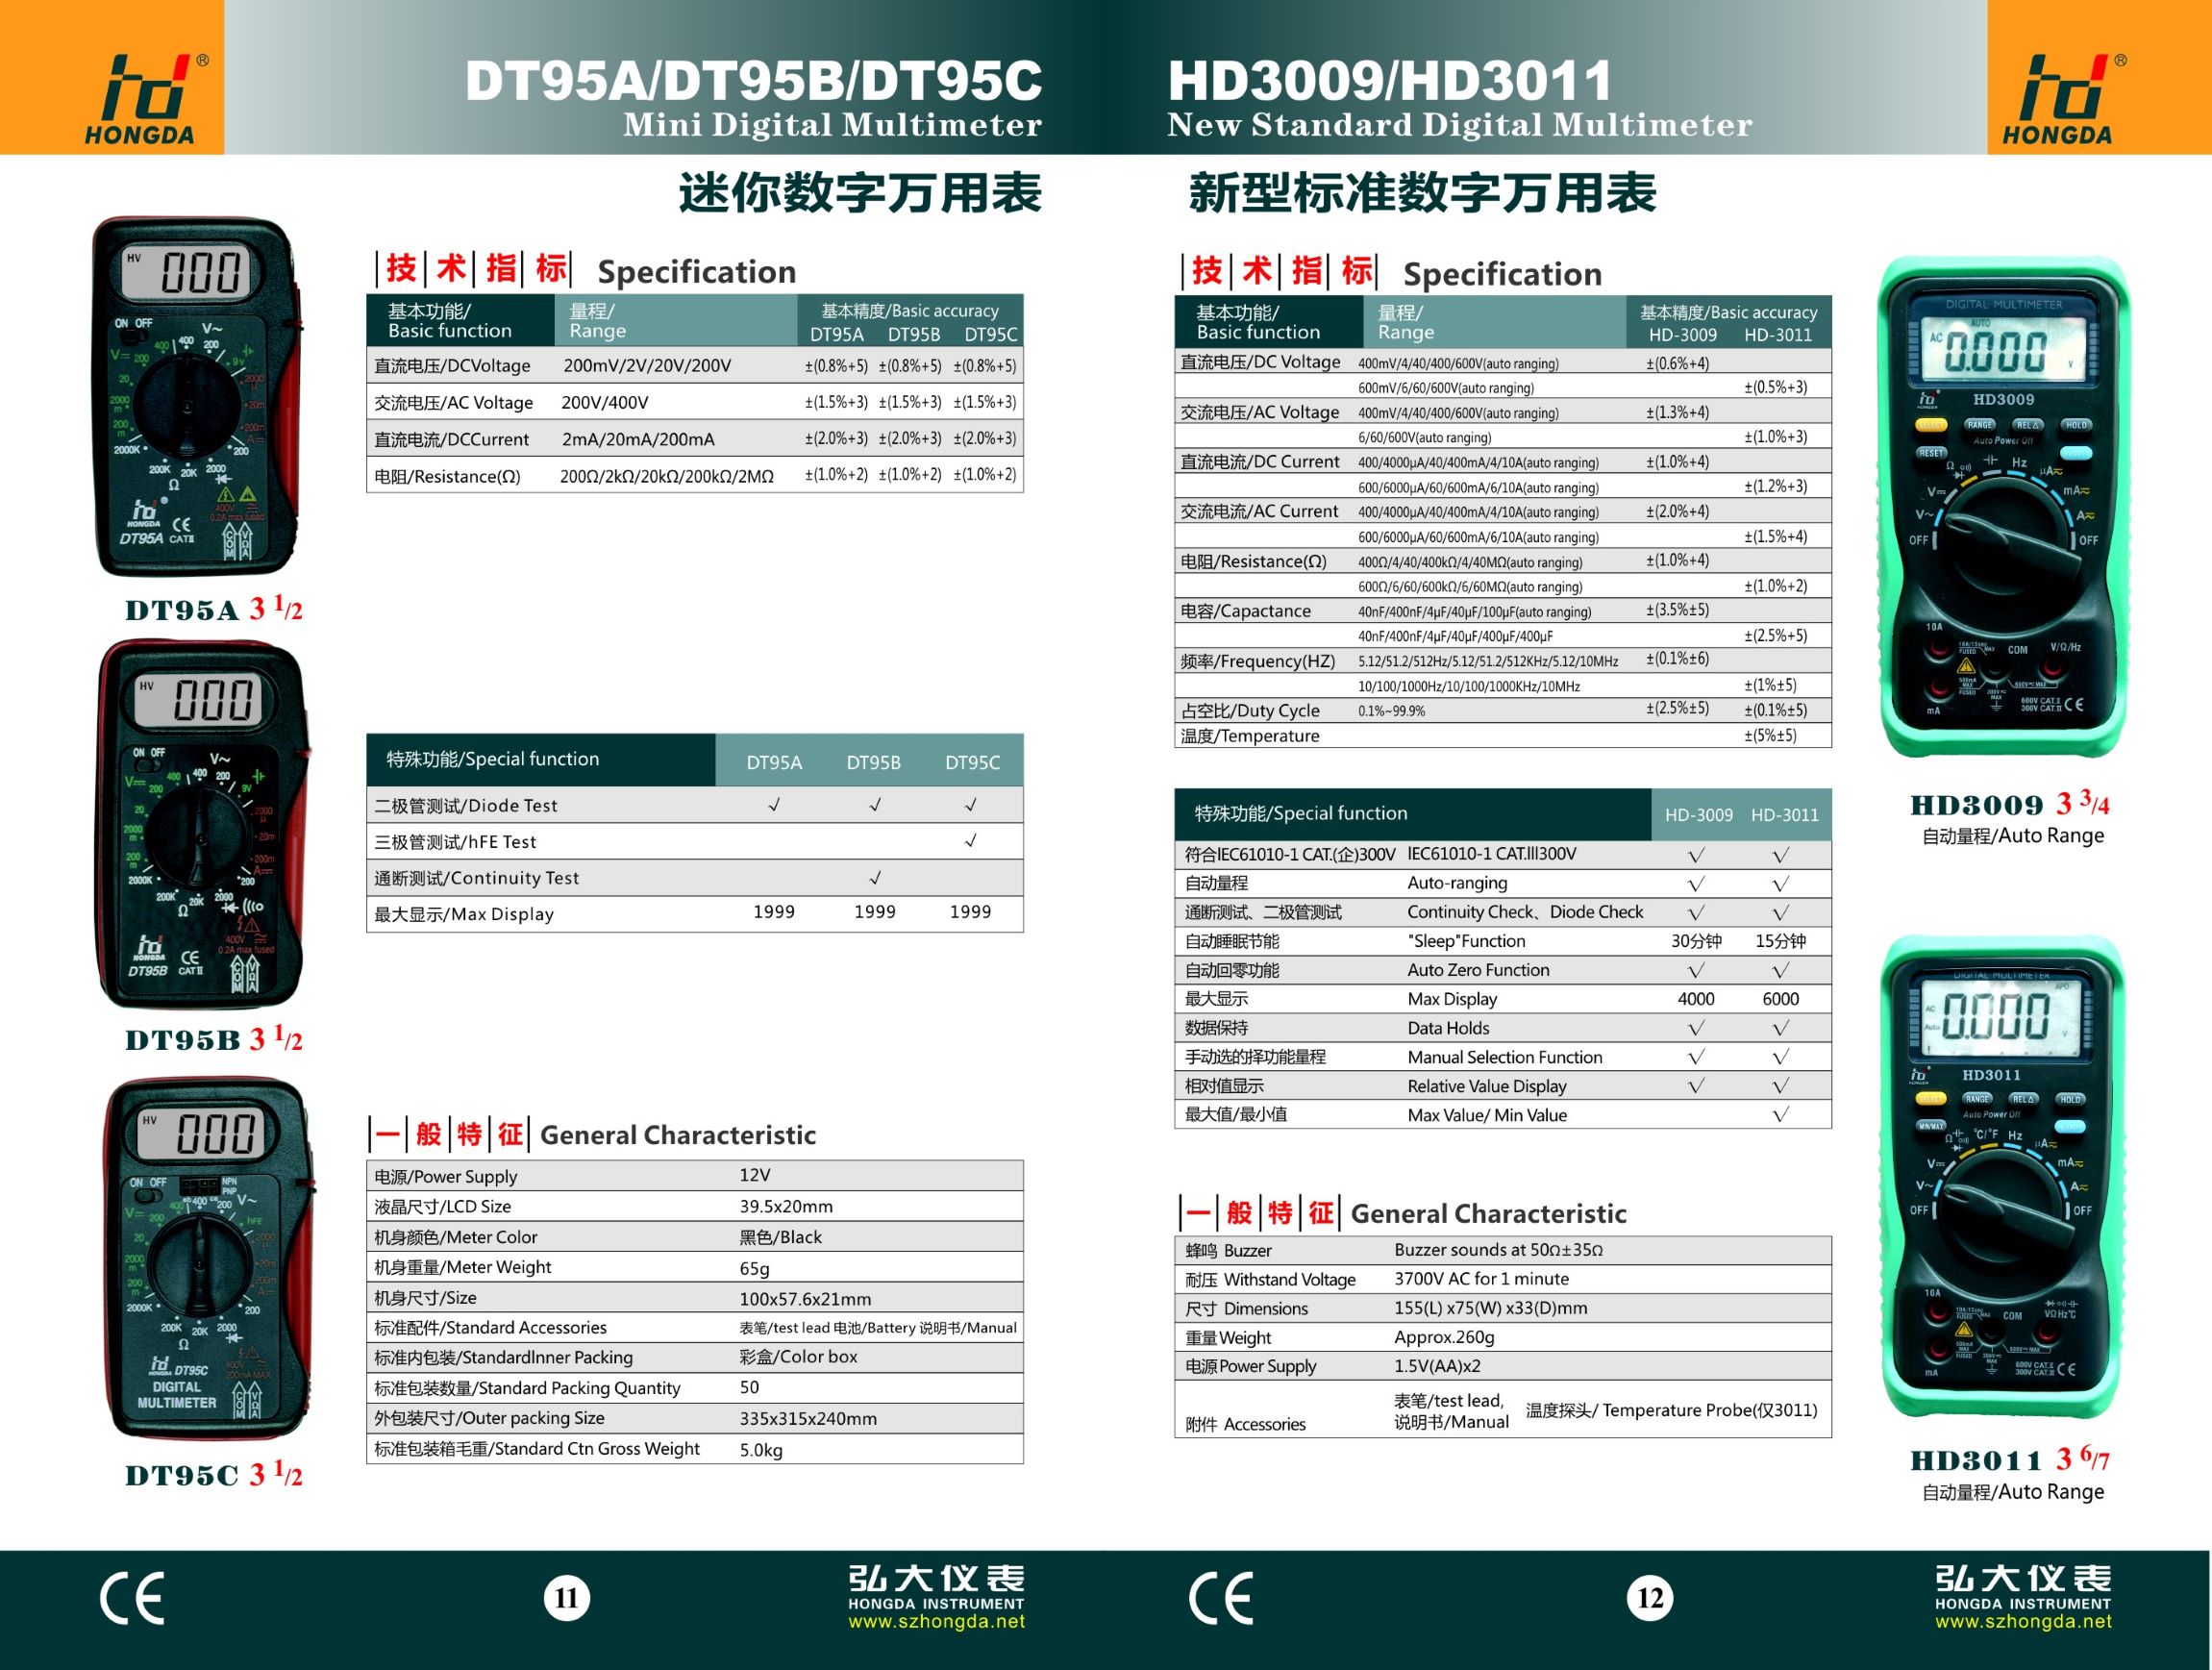 hd®
HONGDA
DT95A/DT95B/DT95C
Mini Digital Multimeter
迷你数字万用表
DT95A 3 1/2
DT95B 3 1/2
DT95C 3 1/2
技术指标 Specification
基本功能/Basic function 量程/Range 基本精度/Basic accuracy
DT95A DT95B DT95C
直流电压/DCVoltage 200mV/2V/20V/200V ±(0.8%+5) ±(0.8%+5) ±(0.8%+5)
交流电压/AC Voltage 200V/400V ±(1.5%+3) ±(1.5%+3) ±(1.5%+3)
直流电流/DCCurrent 2mA/20mA/200mA ±(2.0%+3) ±(2.0%+3) ±(2.0%+3)
电阻/Resistance(Ω) 200Ω/2kΩ/20kΩ/200kΩ/2MΩ ±(1.0%+2) ±(1.0%+2) ±(1.0%+2)
特殊功能/Special function DT95A DT95B DT95C
二极管测试/Diode Test √ √ √
三极管测试/hFE Test √
通断测试/Continuity Test √
最大显示/Max Display 1999 1999 1999
一般特征 General Characteristic
电源/Power Supply 12V
液晶尺寸/LCD Size 39.5x20mm
机身颜色/Meter Color 黑色/Black
机身重量/Meter Weight 65g
机身尺寸/Size 100x57.6x21mm
标准配件/Standard Accessories 表笔/test lead 电池/Battery 说明书/Manual
标准内包装/StandardInner Packing 彩盒/Color box
标准包装数量/Standard Packing Quantity 50
外包装尺寸/Outer packing Size 335x315x240mm
标准包装箱毛重/Standard Ctn Gross Weight 5.0kg
CE
11
弘大仪表
HONGDA INSTRUMENT
www.szhongda.net
HD3009/HD3011
New Standard Digital Multimeter
hd®
HONGDA
新型标准数字万用表
技术指标 Specification
基本功能/Basic function 量程/Range 基本精度/Basic accuracy
HD-3009 HD-3011
直流电压/DC Voltage 400mV/4/40/400/600V(auto ranging) ±(0.6%+4)
600mV/6/60/600V(auto ranging) ±(0.5%+3)
交流电压/AC Voltage 400mV/4/40/400/600V(auto ranging) ±(1.3%+4)
6/60/600V(auto ranging) ±(1.0%+3)
直流电流/DC Current 400/4000μA/40/400mA/4/10A(auto ranging) ±(1.0%+4)
600/6000μA/60/600mA/6/10A(auto ranging) ±(1.2%+3)
交流电流/AC Current 400/4000μA/40/400mA/4/10A(auto ranging) ±(2.0%+4)
600/6000μA/60/600mA/6/10A(auto ranging) ±(1.5%+4)
电阻/Resistance(Ω) 400Ω/4/40/400kΩ/4/40MΩ(auto ranging) ±(1.0%+4)
600Ω/6/60/600kΩ/6/60MΩ(auto ranging) ±(1.0%+2)
电容/Capactance 40nF/400nF/4μF/40μF/100μF(auto ranging) ±(3.5%±5)
40nF/400nF/4μF/40μF/400μF/400μF ±(2.5%+5)
频率/Frequency(HZ) 5.12/51.2/512Hz/5.12/51.2/512KHz/5.12/10MHz ±(0.1%±6)
10/100/1000Hz/10/100/1000KHz/10MHz ±(1%±5)
占空比/Duty Cycle 0.1%~99.9% ±(2.5%±5) ±(0.1%±5)
温度/Temperature ±(5%±5)
特殊功能/Special function HD-3009 HD-3011
符合IEC61010-1 CAT.(企)300V IEC61010-1 CAT.III300V √ √
自动量程 Auto-ranging √ √
通断测试、二极管测试 Continuity Check、Diode Check √ √
自动睡眠节能 "Sleep"Function 30分钟 15分钟
自动回零功能 Auto Zero Function √ √
最大显示 Max Display 4000 6000
数据保持 Data Holds √ √
手动选的择功能量程 Manual Selection Function √ √
相对值显示 Relative Value Display √ √
最大值/最小值 Max Value/ Min Value √
一般特征 General Characteristic
蜂鸣 Buzzer Buzzer sounds at 50Ω±35Ω
耐压 Withstand Voltage 3700V AC for 1 minute
尺寸 Dimensions 155(L) x75(W) x33(D)mm
重量Weight Approx.260g
电源Power Supply 1.5V(AA)x2
附件 Accessories 表笔/test lead, 说明书/Manual 温度探头/ Temperature Probe(仅3011)
HD3009 3 3/4
自动量程/Auto Range
HD3011 3 6/7
自动量程/Auto Range
CE
12
弘大仪表
HONGDA INSTRUMENT
www.szhongda.net